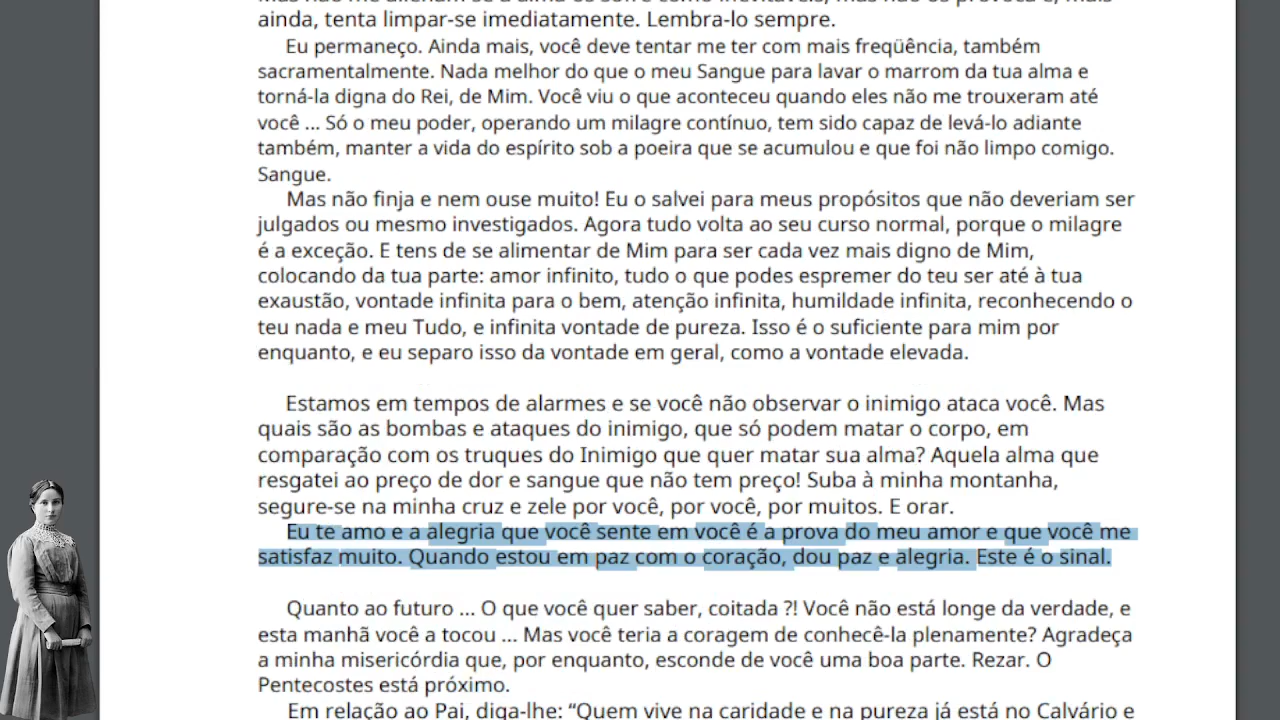 ainda, tenta limpar-se imediatamente. Lembra-lo sempre.
Eu permaneço. Ainda mais, você deve tentar me ter com mais freqüência, também
sacramentalmente. Nada melhor do que o meu Sangue para lavar o marrom da tua alma e
torná-la digna do Rei, de Mim. Você viu o que aconteceu quando eles não me trouxeram até
você ... Só o meu poder, operando um milagre contínuo, tem sido capaz de levá-lo adiante
também, manter a vida do espírito sob a poeira que se acumulou e que foi não limpo comigo.
Sangue.
Mas não finja e nem ouse muito! Eu o salvei para meus propósitos que não deveriam ser
julgados ou mesmo investigados. Agora tudo volta ao seu curso normal, porque o milagre
é a exceção. E tens de se alimentar de Mim para ser cada vez mais digno de Mim,
colocando da tua parte: amor infinito, tudo o que podes espremer do teu ser até à tua
exaustão, vontade infinita para o bem, atenção infinita, humildade infinita, reconhecendo o
teu nada e meu Tudo, e infinita vontade de pureza. Isso é o suficiente para mim por
enquanto, e eu separo isso da vontade em geral, como a vontade elevada.
Estamos em tempos de alarmes e se você não observar o inimigo ataca você. Mas
quais são as bombas e ataques do inimigo, que só podem matar o corpo, em
comparação com os truques do Inimigo que quer matar sua alma? Aquela alma que
resgatei ao preço de dor e sangue que não tem preço! Suba à minha montanha,
segure-se na minha cruz e zele por você, por você, por muitos. E orar.
Eu te amo e a alegria que você sente em você é a prova do meu amor e que você me
satisfaz muito. Quando estou em paz com o coração, dou paz e alegria. Este é o sinal.
Quanto ao futuro ... O que você quer saber, coitada ?! Você não está longe da verdade, e
esta manhã você a tocou ... Mas você teria a coragem de conhecê-la plenamente? Agradeça
a minha misericórdia que, por enquanto, esconde de você uma boa parte. Rezar. O
Pentecostes está próximo.
Em relação ao Pai, diga-lhe: “Quem vive na caridade e na pureza já está no Calvário e